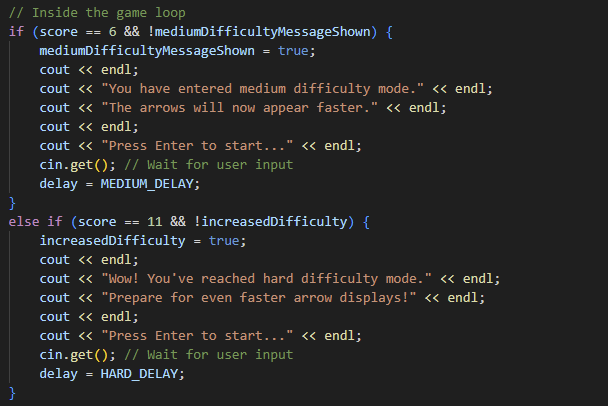 // Inside the game loop
if (score == 6 && !mediumDifficultyMessageShown) {
    mediumDifficultyMessageShown = true;
    cout << endl;
    cout << "You have entered medium difficulty mode." << endl;
    cout << "The arrows will now appear faster." << endl;
    cout << endl;
    cout << "Press Enter to start..." << endl;
    cin.get(); // Wait for user input
    delay = MEDIUM_DELAY;
}
else if (score == 11 && !increasedDifficulty) {
    increasedDifficulty = true;
    cout << endl;
    cout << "Wow! You've reached hard difficulty mode." << endl;
    cout << "Prepare for even faster arrow displays!" << endl;
    cout << endl;
    cout << "Press Enter to start..." << endl;
    cin.get(); // Wait for user input
    delay = HARD_DELAY;
}